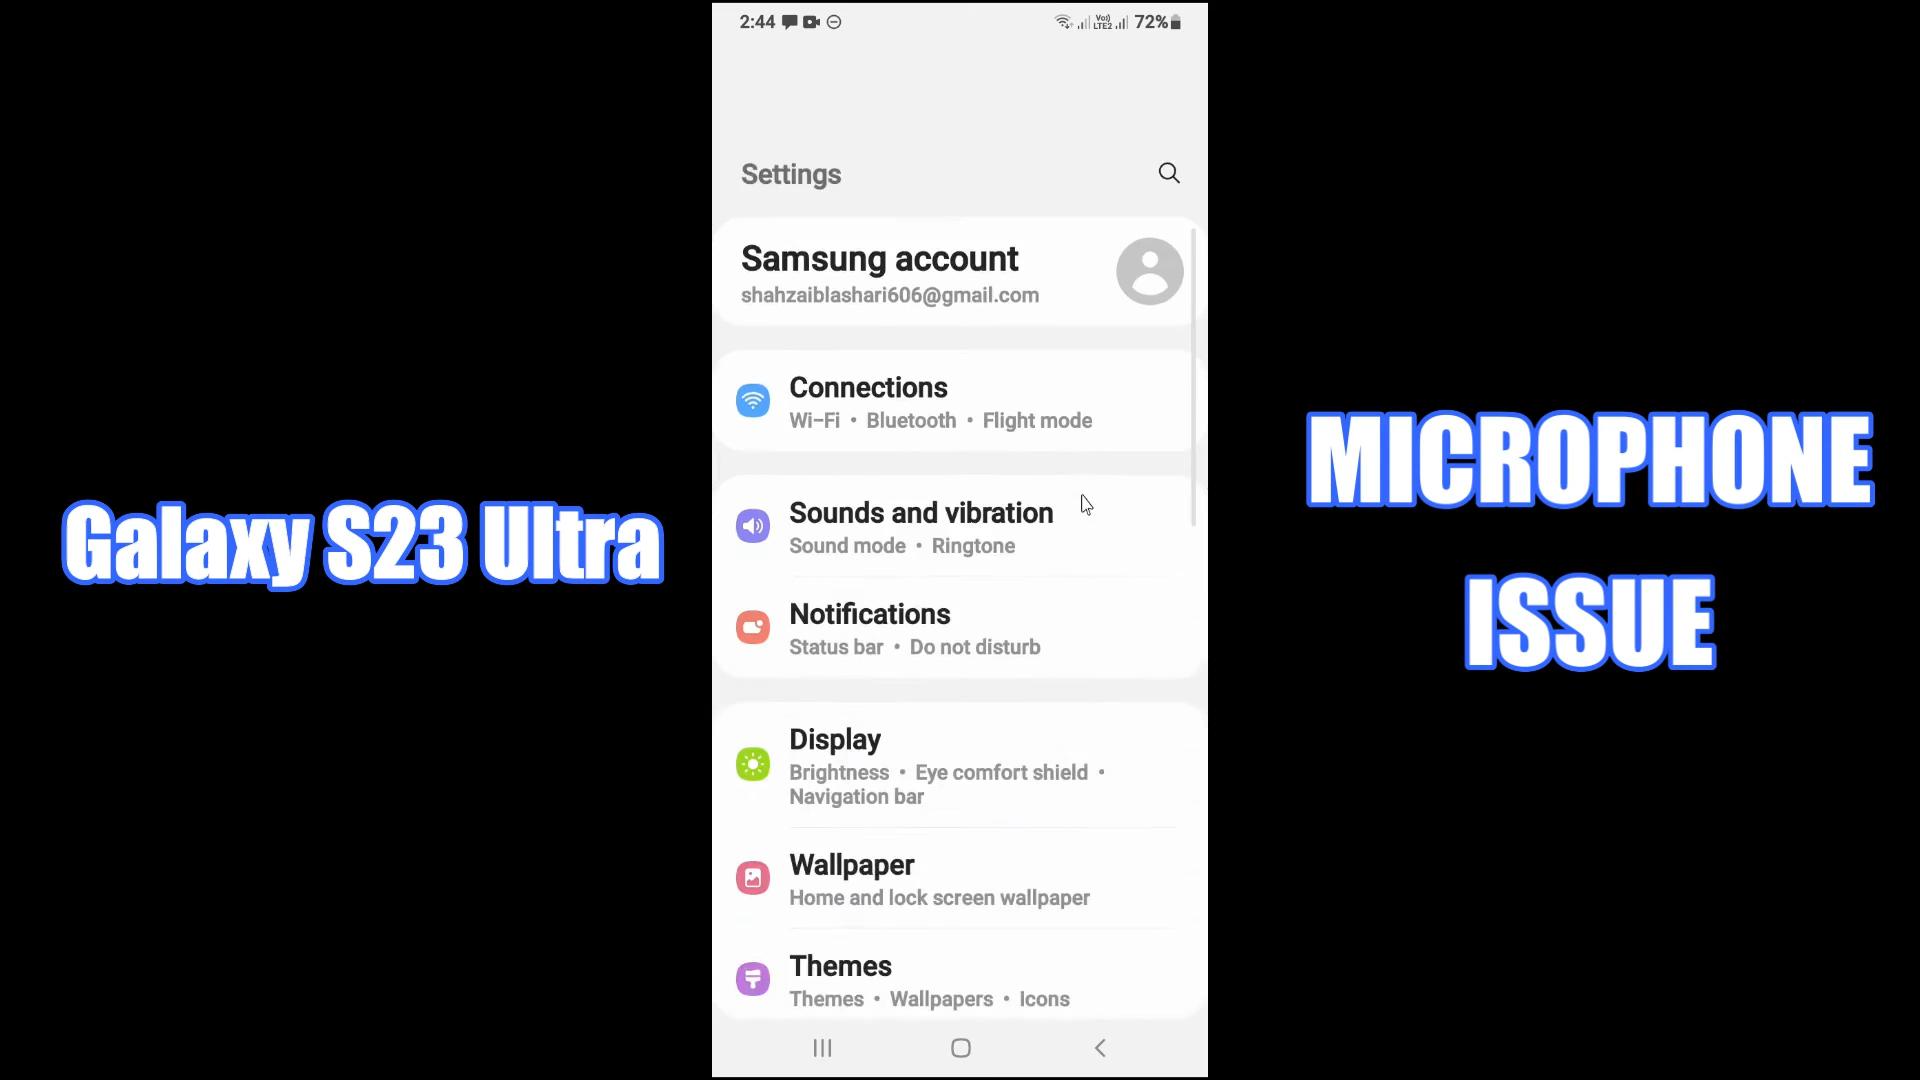 2:44
Vo)) LTE2 72%
Settings
Samsung account
shahzaiblashari606@gmail.com
Connections
Wi-Fi • Bluetooth • Flight mode
Sounds and vibration
Sound mode • Ringtone
Notifications
Status bar • Do not disturb
Display
Brightness • Eye comfort shield •
Navigation bar
Wallpaper
Home and lock screen wallpaper
Themes
Themes • Wallpapers • Icons
Galaxy S23 Ultra
MICROPHONE
ISSUE